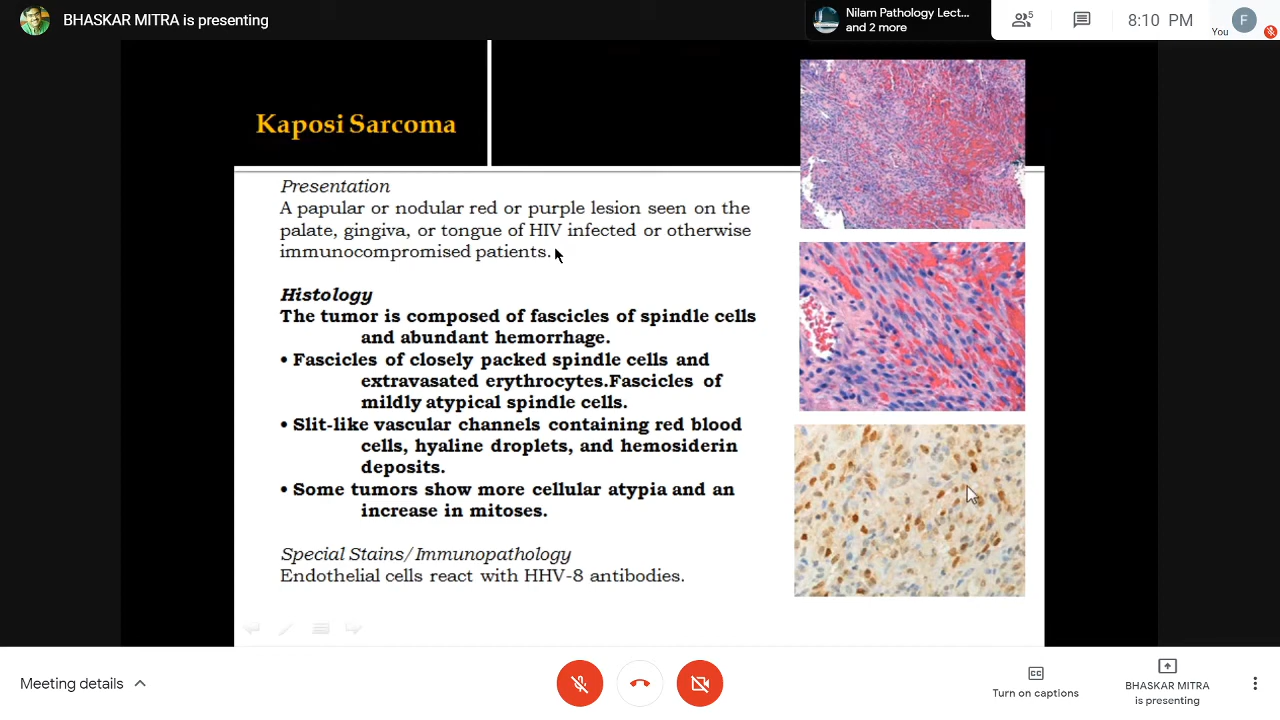 BHASKAR MITRA is presenting
Nilam Pathology Lect...
and 2 more
5
8:10 PM
You
F
Kaposi Sarcoma
Presentation
A papular or nodular red or purple lesion seen on the
palate, gingiva, or tongue of HIV infected or otherwise
immunocompromised patients.
Histology
The tumor is composed of fascicles of spindle cells
and abundant hemorrhage.
• Fascicles of closely packed spindle cells and
extravasated erythrocytes.Fascicles of
mildly atypical spindle cells.
• Slit-like vascular channels containing red blood
cells, hyaline droplets, and hemosiderin
deposits.
• Some tumors show more cellular atypia and an
increase in mitoses.
Special Stains/Immunopathology
Endothelial cells react with HHV-8 antibodies.
Meeting details
CC
Turn on captions
BHASKAR MITRA
is presenting